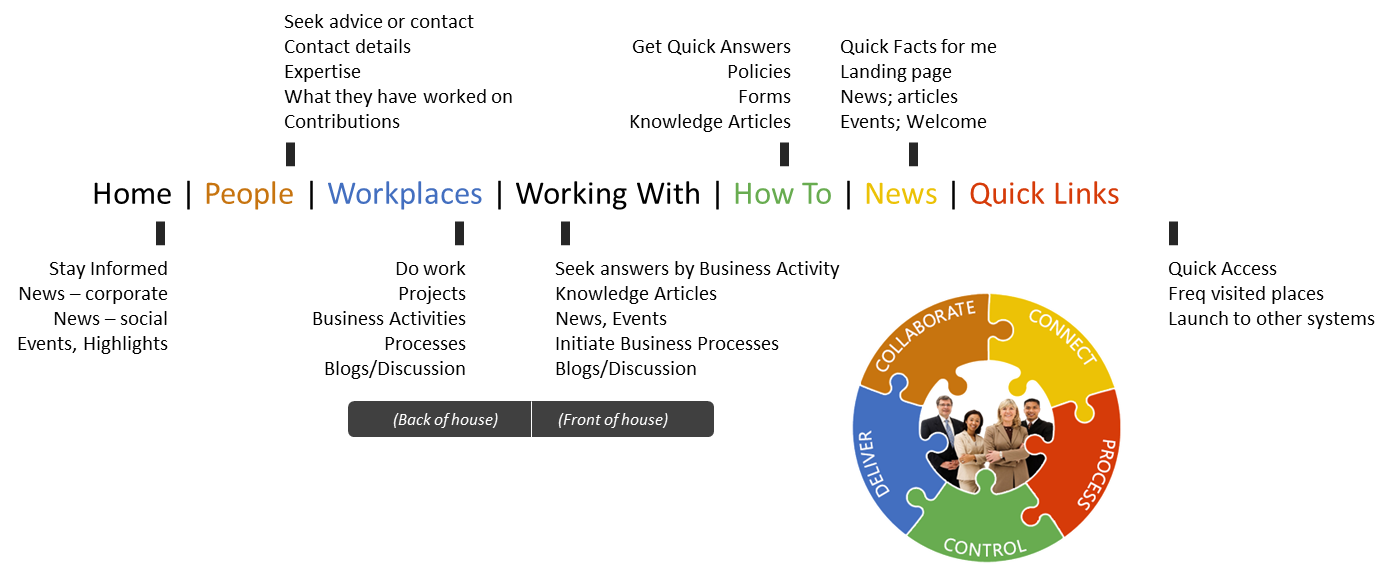 Seek advice or contact
Contact details
Expertise
What they have worked on
Contributions
Get Quick Answers
Policies
Forms
Knowledge Articles
Quick Facts for me
Landing page
News; articles
Events; Welcome
Home | People | Workplaces | Working With | How To | News | Quick Links
Stay Informed
News – corporate
News – social
Events, Highlights
Do work
Projects
Business Activities
Processes
Blogs/Discussion
Seek answers by Business Activity
Knowledge Articles
News, Events
Initiate Business Processes
Blogs/Discussion
Quick Access
Freq visited places
Launch to other systems
(Back of house)
(Front of house)
COLLABORATE
CONNECT
PROCESS
CONTROL
DELIVER